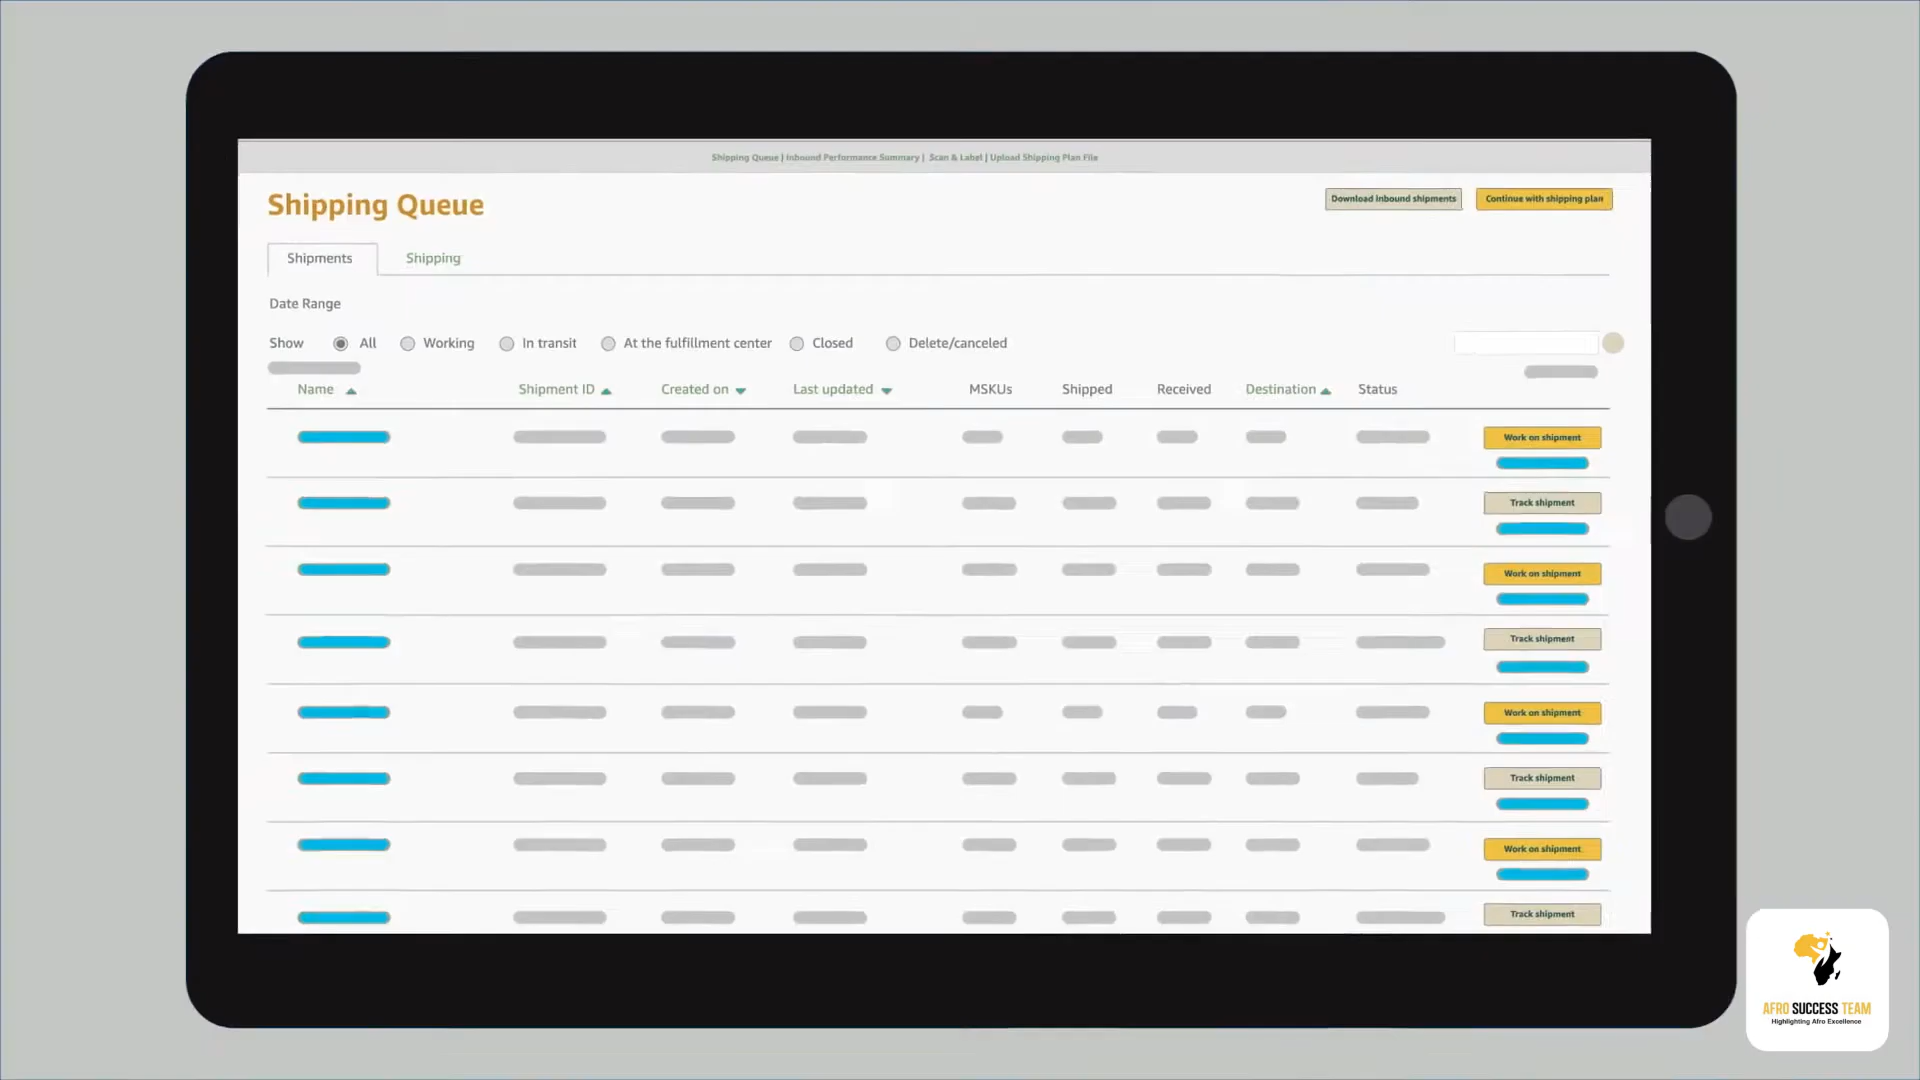 Shipping Queue | Inbound Performance Summary | Scan & Label | Upload Shipping Plan File
Shipping Queue
Download inbound shipments
Continue with shipping plan
Shipments
Shipping
Date Range
Show All Working In transit At the fulfillment center Closed Delete/canceled
Name Shipment ID Created on Last updated MSKUs Shipped Received Destination Status
Work on shipment
Track shipment
Work on shipment
Track shipment
Work on shipment
Track shipment
Work on shipment
Track shipment
AFRO SUCCESS TEAM
Highlighting Afro Excellence